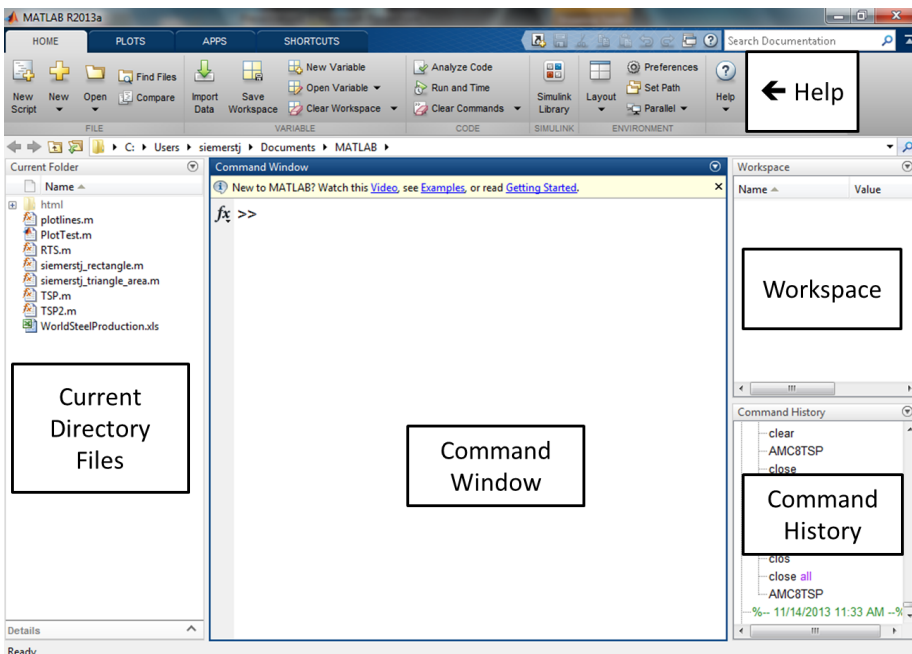 MATLAB R2013a
HOME PLOTS APPS SHORTCUTS
Search Documentation
New Script
New
Open
Find Files
Compare
FILE
Import Data
Save Workspace
New Variable
Open Variable
Clear Workspace
VARIABLE
Analyze Code
Run and Time
Clear Commands
CODE
Simulink Library
SIMULINK
Layout
Preferences
Set Path
Parallel
ENVIRONMENT
Help
🡰 Help
C: Users siemerstj Documents MATLAB
Current Folder
Name
html
plotlines.m
PlotTest.m
RTS.m
siemerstj_rectangle.m
siemerstj_triangle_area.m
TSP.m
TSP2.m
WorldSteelProduction.xls
Current
Directory
Files
Details
Command Window
New to MATLAB? Watch this Video, see Examples, or read Getting Started.
fx >>
Command
Window
Workspace
Name Value
Workspace
Command History
clear
AMC8TSP
close
Command
History
clos
close all
AMC8TSP
%-- 11/14/2013 11:33 AM --%
Ready